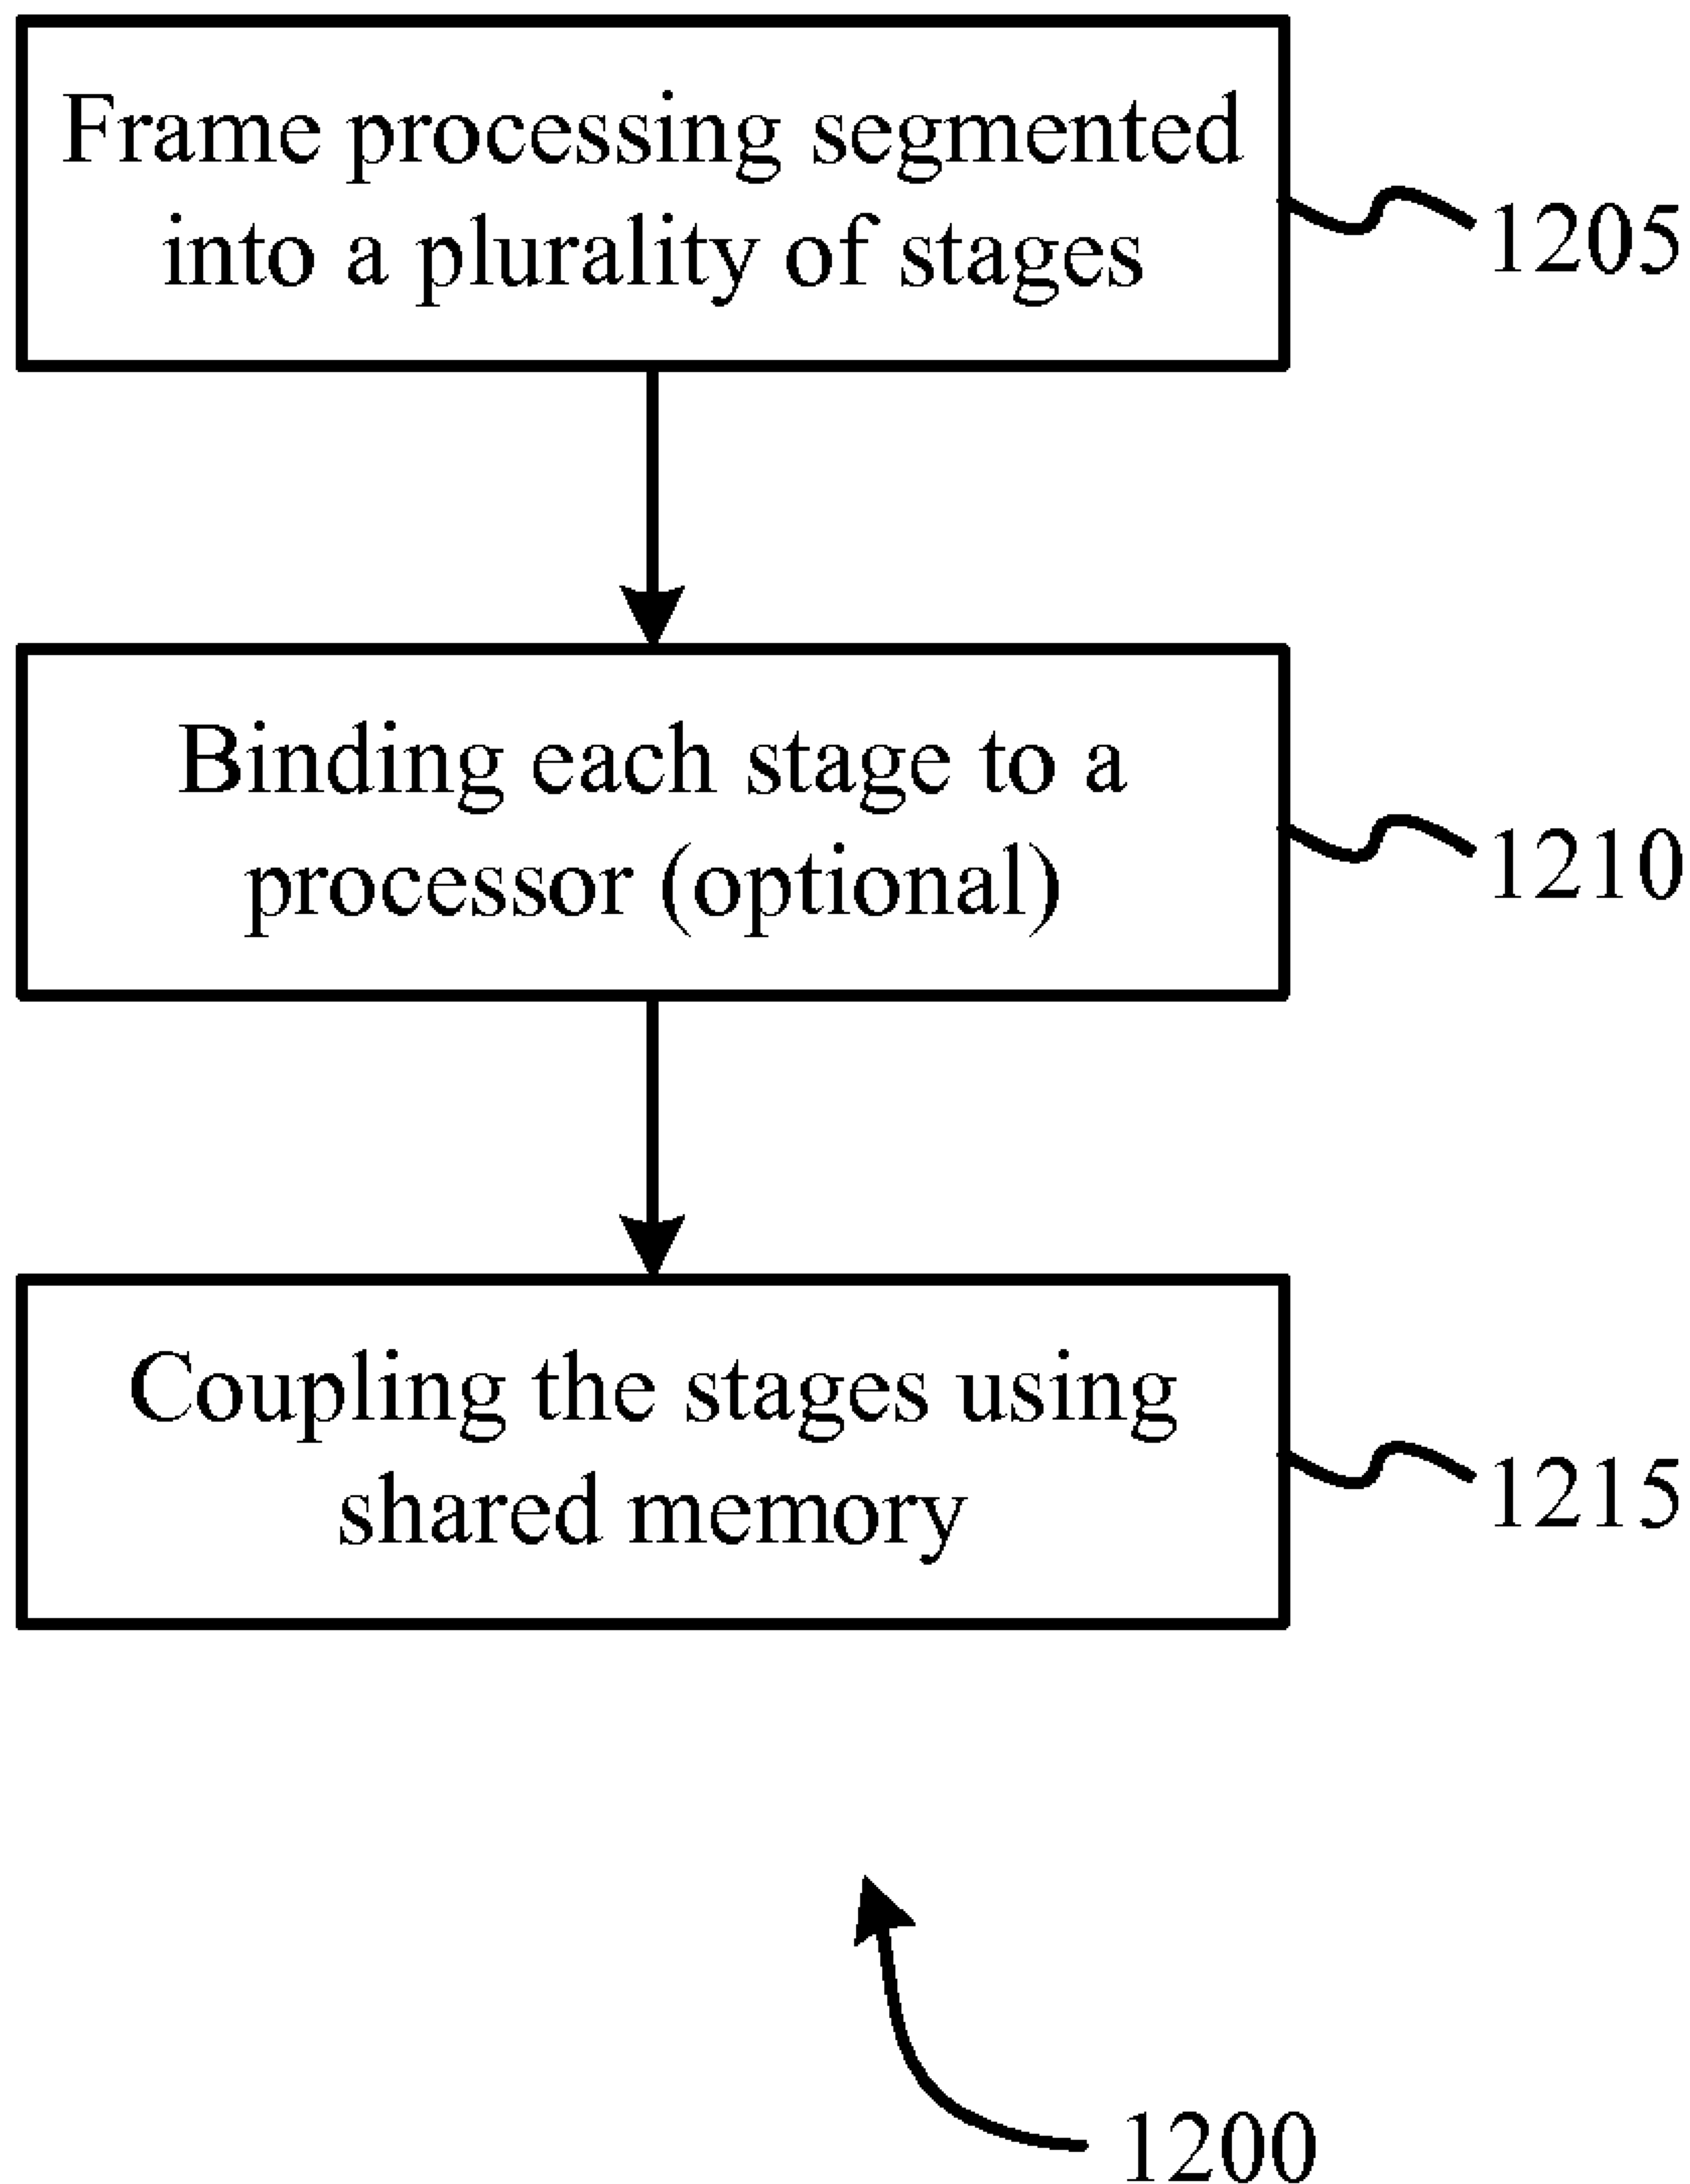 Frame processing segmented
into a plurality of stages
1205
Binding each stage to a
processor (optional)
1210
Coupling the stages using
shared memory
1215
1200